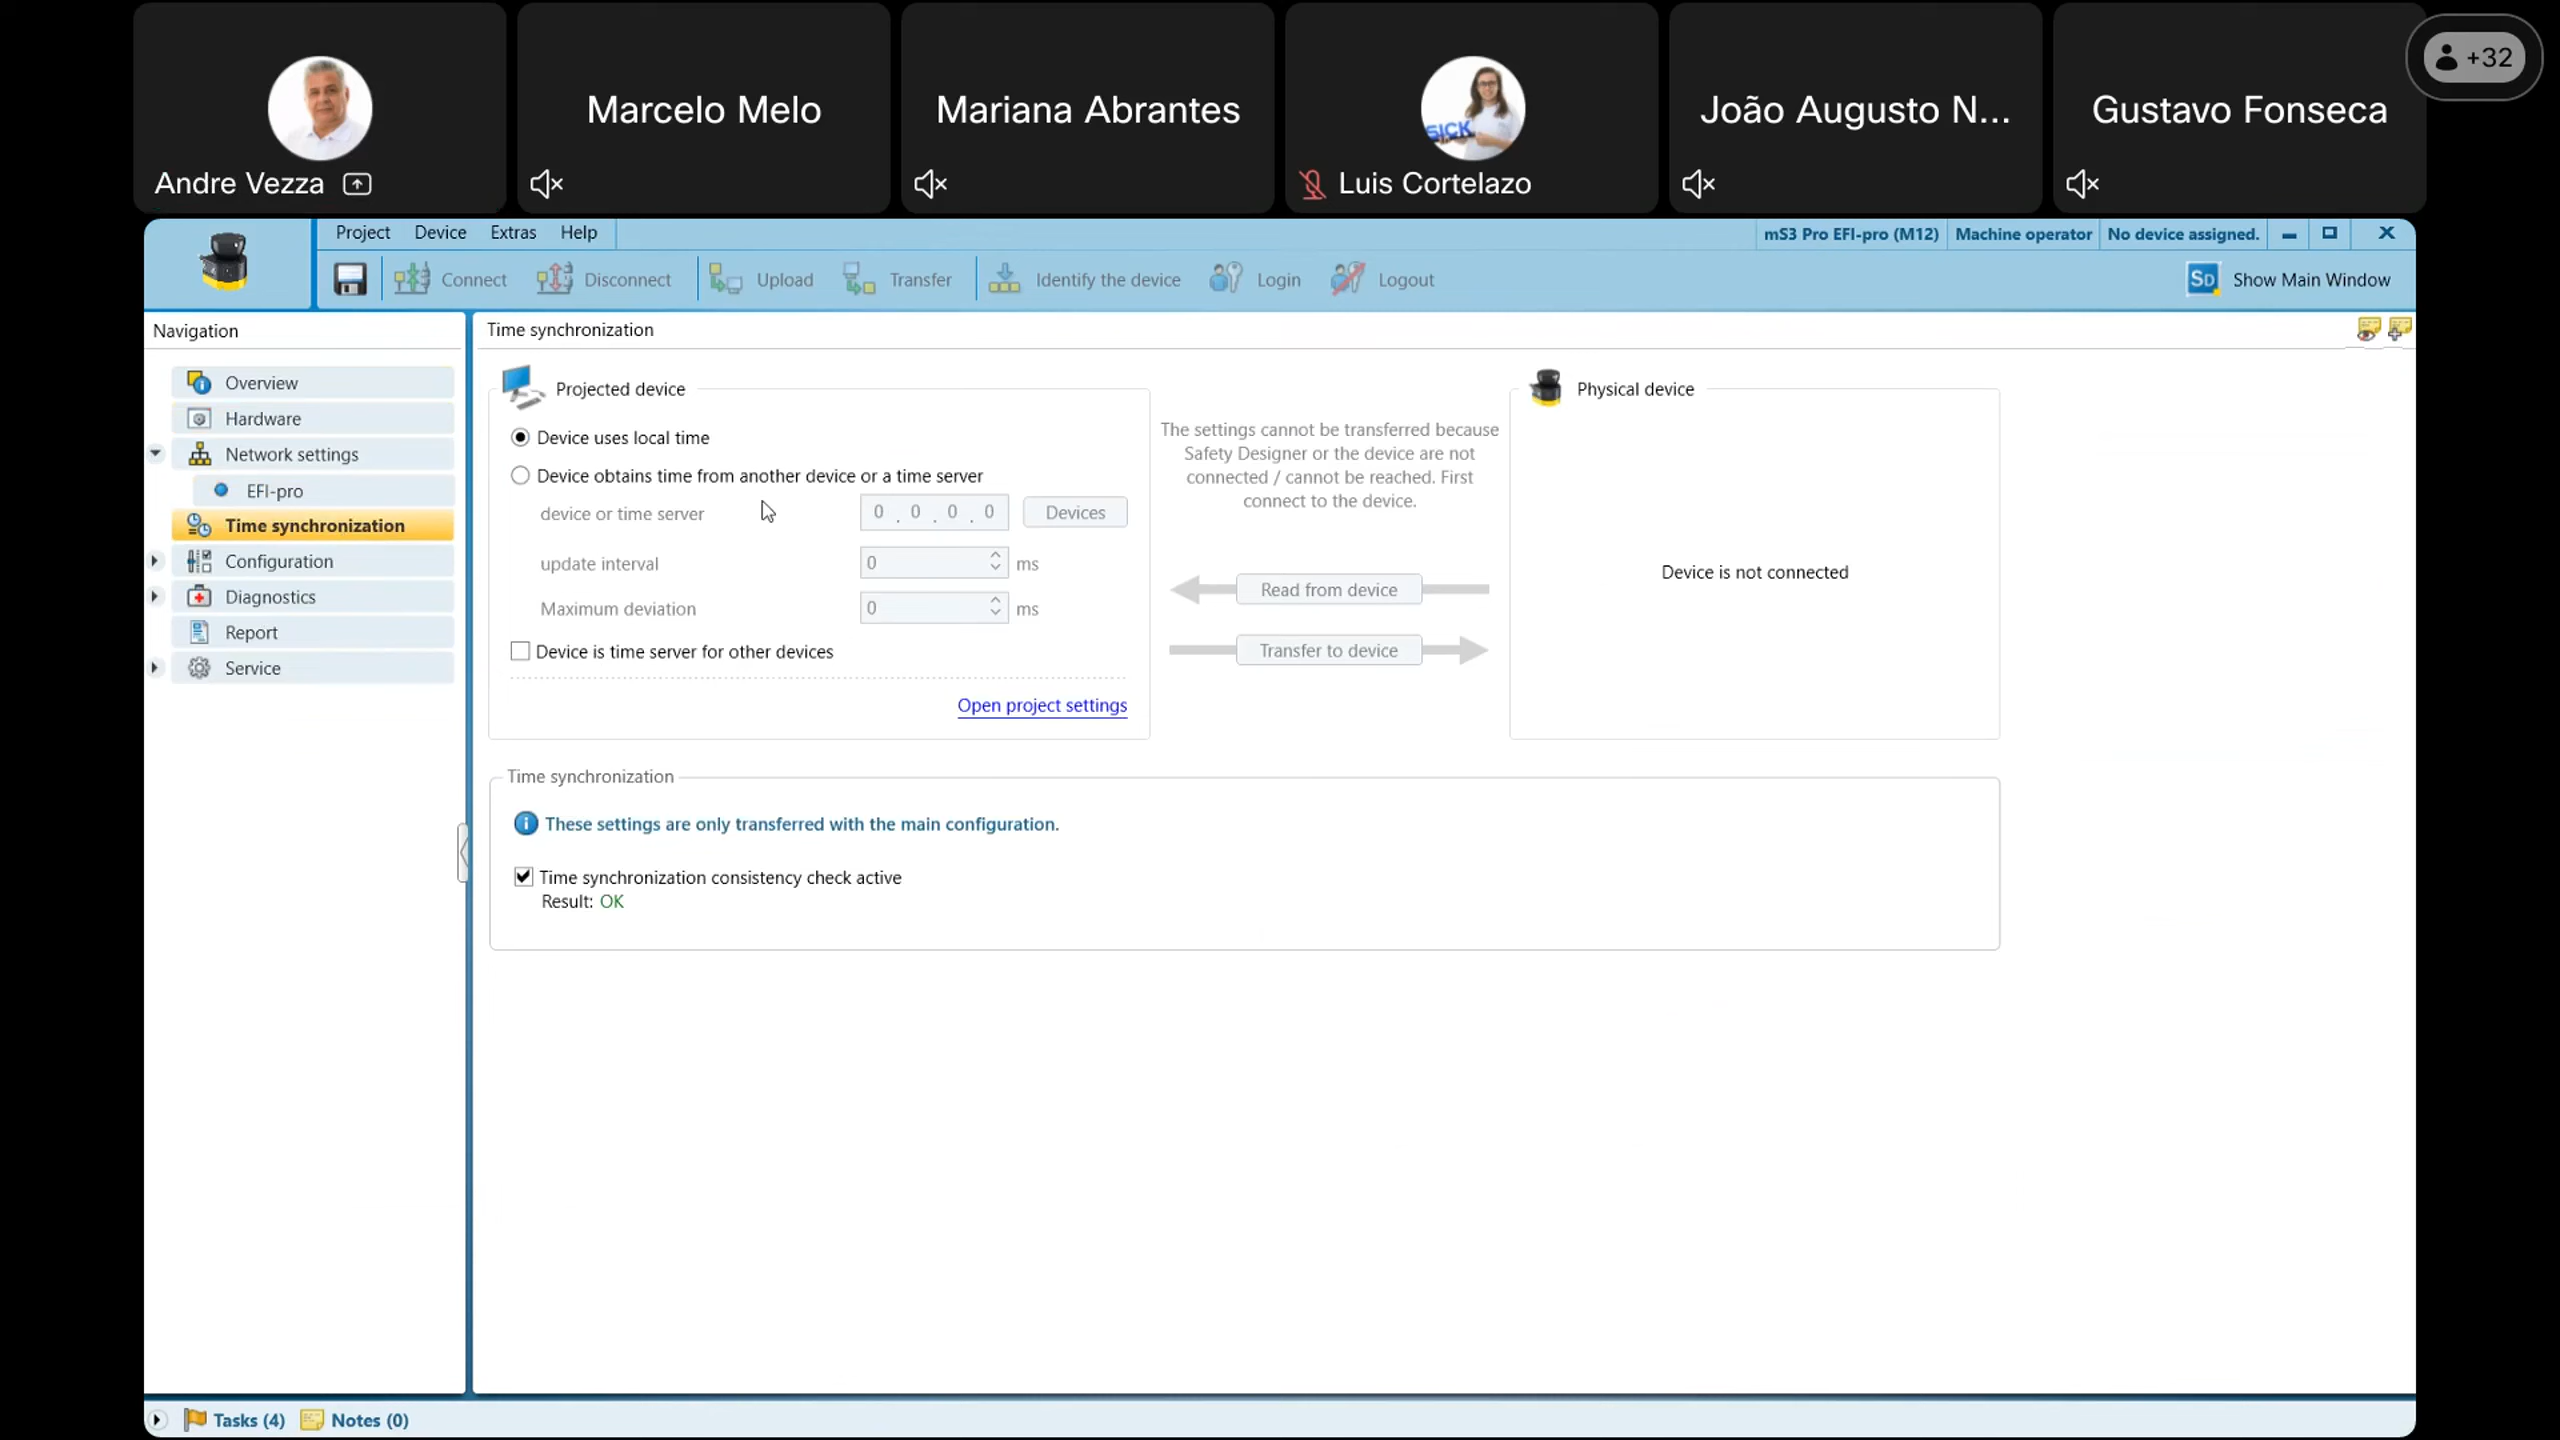 +32
Marcelo Melo
Mariana Abrantes
João Augusto N...
Gustavo Fonseca
SICK
Andre Vezza
Luis Cortelazo
Project Device Extras Help
mS3 Pro EFI-pro (M12) Machine operator No device assigned.
Connect Disconnect Upload Transfer Identify the device Login Logout
SD Show Main Window
Navigation
Overview
Hardware
Network settings
EFI-pro
Time synchronization
Configuration
Diagnostics
Report
Service
Time synchronization
Projected device
Device uses local time
Device obtains time from another device or a time server
device or time server 0 . 0 . 0 . 0 Devices
update interval 0 ms
Maximum deviation 0 ms
Device is time server for other devices
Open project settings
The settings cannot be transferred because
Safety Designer or the device are not
connected / cannot be reached. First
connect to the device.
Read from device
Transfer to device
Physical device
Device is not connected
Time synchronization
These settings are only transferred with the main configuration.
Time synchronization consistency check active
Result: OK
Tasks (4) Notes (0)